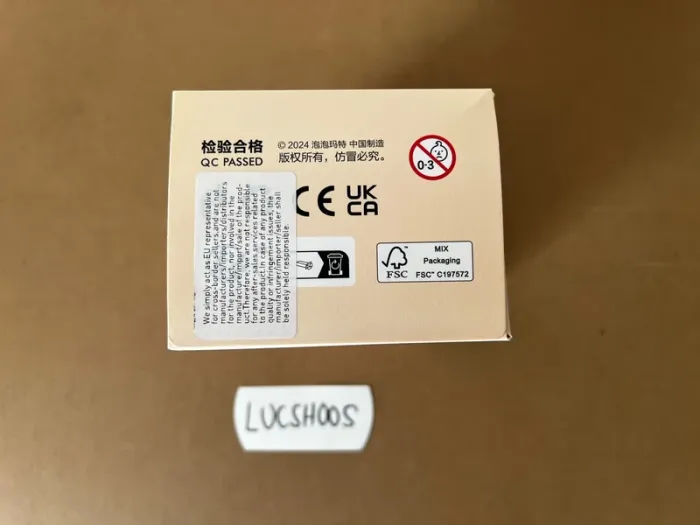 检验合格
QC PASSED
© 2024 泡泡玛特 中国制造
版权所有，仿冒必究。
0-3
CE
UK
CA
We simply act as EU representative
for cross-border sellers,and are not
manufacturers/importers/distributors
for the product, nor involved in the
manufacture/import/sale of the prod-
uct.Therefore, we are not responsible
for any after-sales services related
to the product.In case of any product
quality or infringement issues, the
manufacturer/importer/seller shall
be solely held responsible.
FSC
MIX
Packaging
FSC® C197572
LUCSH00S